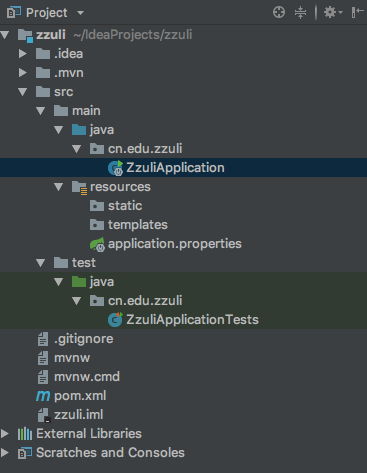 Project
zzuli ~/IdeaProjects/zzuli
.idea
.mvn
src
main
java
cn.edu.zzuli
ZzuliApplication
resources
static
templates
application.properties
test
java
cn.edu.zzuli
ZzuliApplicationTests
.gitignore
mvnw
mvnw.cmd
pom.xml
zzuli.iml
External Libraries
Scratches and Consoles